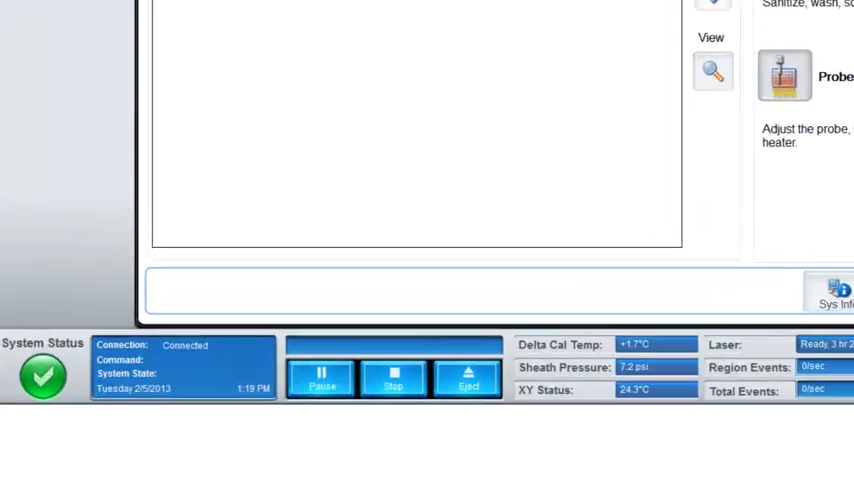 Sanitize, wash, so
View
Probe
Adjust the probe,
heater.
Sys Info
System Status
Connection: Connected
Command:
System State:
Tuesday 2/5/2013 1:19 PM
Pause
Stop
Eject
Delta Cal Temp: +1.7°C
Sheath Pressure: 7.2 psi
XY Status: 24.3°C
Laser: Ready, 3 hr 2
Region Events: 0/sec
Total Events: 0/sec